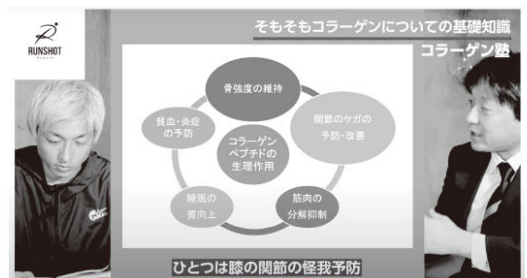 そもそもコラーゲンについての基礎知識
コラーゲン塾
RUNSHOT
骨強度の維持
貧血・炎症
の予防
関節のケガの
予防・改善
コラーゲン
ペプチドの
生理作用
睡眠の
質向上
筋肉の
分解抑制
ひとつは膝の関節の怪我予防